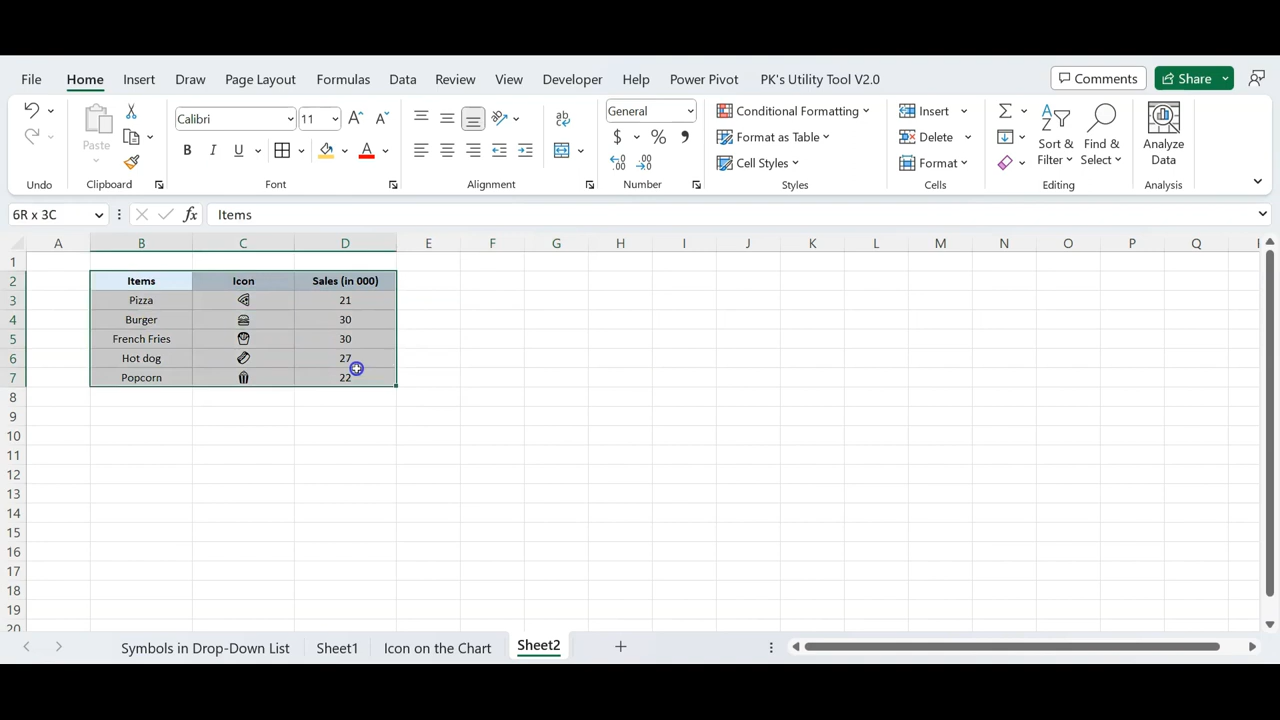 File Home Insert Draw Page Layout Formulas Data Review View Developer Help Power Pivot PK's Utility Tool V2.0 Comments Share
Calibri 11 General Conditional Formatting Insert
Paste B I U $ % Format as Table Delete Sort & Filter Find & Select Analyze Data
Cell Styles Format
Undo Clipboard Font Alignment Number Styles Cells Editing Analysis
6R x 3C fx Items
A B C D E F G H I J K L M N O P Q
1
2 Items Icon Sales (in 000)
3 Pizza 🍕 21
4 Burger 🍔 30
5 French Fries 🍟 30
6 Hot dog 🌭 27
7 Popcorn 🍿 22
8
9
10
11
12
13
14
15
16
17
18
19
20
Symbols in Drop-Down List Sheet1 Icon on the Chart Sheet2